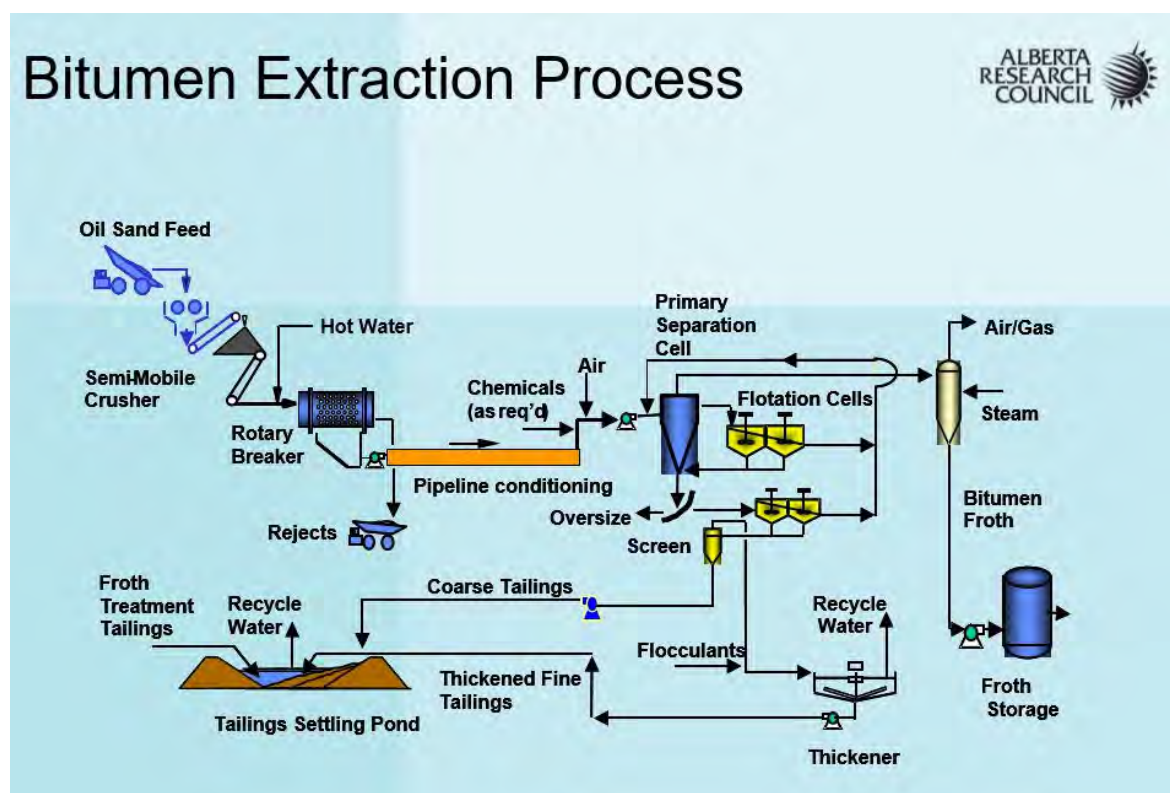 Bitumen Extraction Process
ALBERTA
RESEARCH
COUNCIL
Oil Sand Feed
Semi-Mobile
Crusher
Hot Water
Rotary
Breaker
Rejects
Chemicals
(as req'd)
Air
Pipeline conditioning
Primary
Separation
Cell
Flotation Cells
Oversize
Screen
Air/Gas
Steam
Bitumen
Froth
Froth
Storage
Froth
Treatment
Tailings
Recycle
Water
Coarse Tailings
Thickened Fine
Tailings
Tailings Settling Pond
Flocculants
Recycle
Water
Thickener